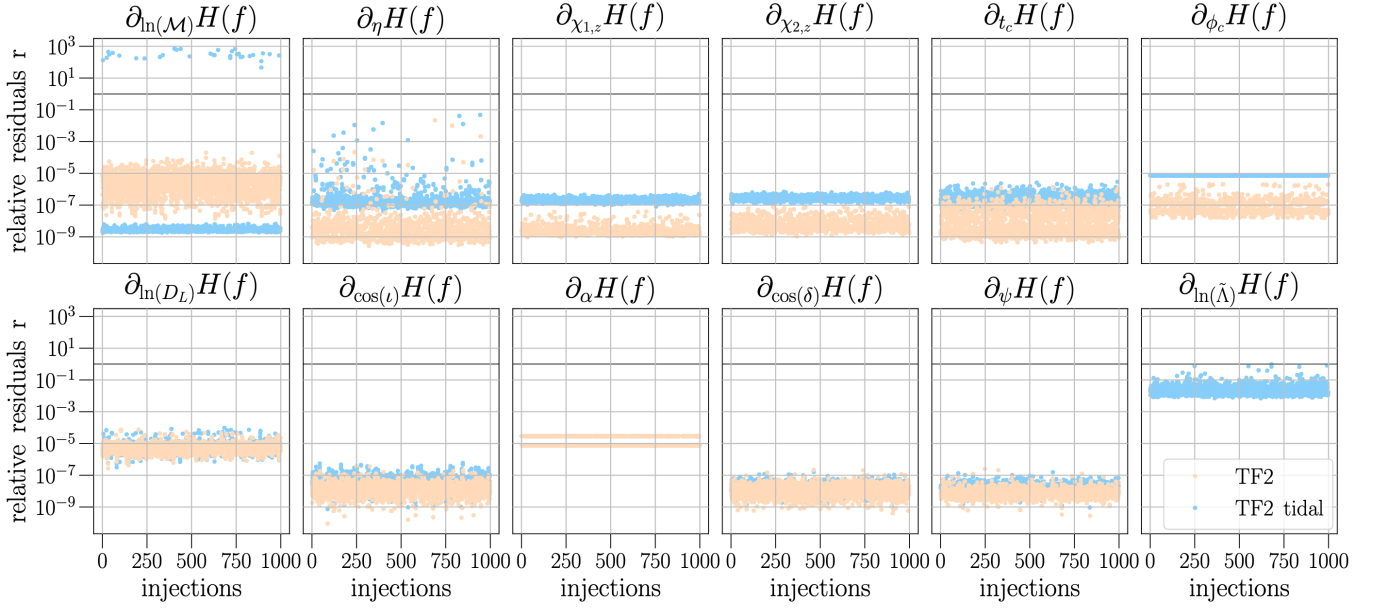 ∂ln(ℳ)H(f) ∂ηH(f) ∂χ1,zH(f) ∂χ2,zH(f) ∂tcH(f) ∂ϕcH(f)
relative residuals r
10³
10¹
10⁻¹
10⁻³
10⁻⁵
10⁻⁷
10⁻⁹
∂ln(D_L)H(f) ∂cos(ι)H(f) ∂αH(f) ∂cos(δ)H(f) ∂ψH(f) ∂ln(Λ̃)H(f)
relative residuals r
10³
10¹
10⁻¹
10⁻³
10⁻⁵
10⁻⁷
10⁻⁹
TF2
TF2 tidal
0 250 500 750 1000 0 250 500 750 1000 0 250 500 750 1000 0 250 500 750 1000 0 250 500 750 1000 0 250 500 750 1000
injections injections injections injections injections injections